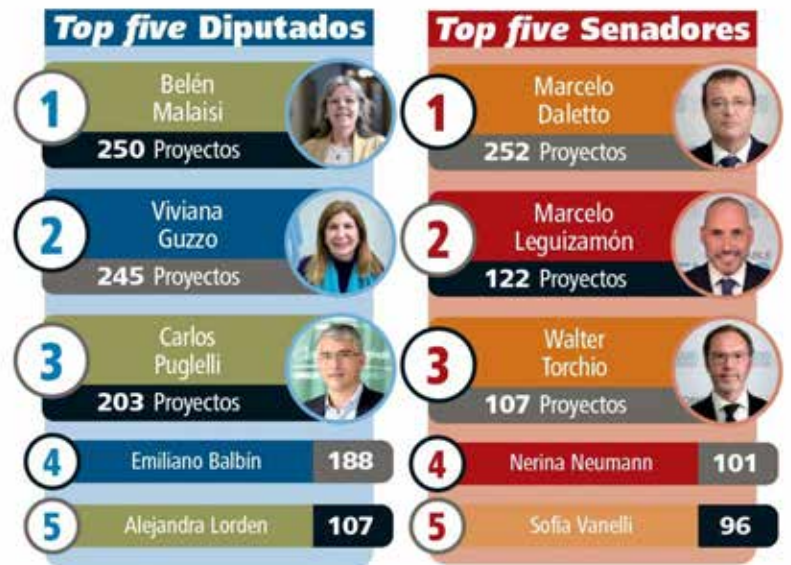 Top five Diputados
1
Belén
Malaisi
250 Proyectos
2
Viviana
Guzzo
245 Proyectos
3
Carlos
Puglelli
203 Proyectos
4 Emiliano Balbín 188
5 Alejandra Lorden 107
Top five Senadores
1
Marcelo
Daletto
252 Proyectos
2
Marcelo
Leguizamón
122 Proyectos
3
Walter
Torchio
107 Proyectos
4 Nerina Neumann 101
5 Sofía Vanelli 96